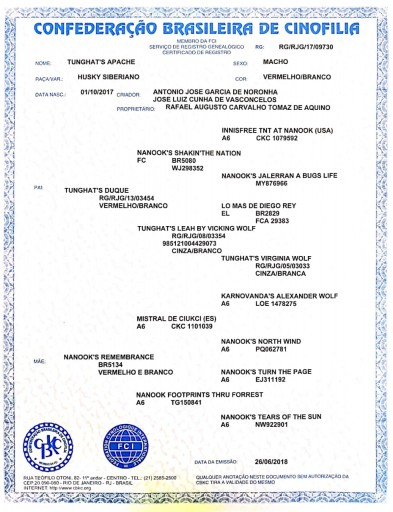 CONFEDERAÇÃO BRASILEIRA DE CINOFILIA
MEMBRO DA FCI
SERVIÇO DE REGISTRO GENEALÓGICO
CERTIFICADO DE REGISTRO
RG: RG/RJG/17/09730
NOME: TUNGHAT'S APACHE SEXO: MACHO
RAÇA/VAR.: HUSKY SIBERIANO COR: VERMELHO/BRANCO
DATA NASC.: 01/10/2017 CRIADOR: ANTONIO JOSE GARCIA DE NORONHA
JOSE LUIZ CUNHA DE VASCONCELOS
PROPRIETÁRIO: RAFAEL AUGUSTO CARVALHO TOMAZ DE AQUINO
INNISFREE TNT AT NANOOK (USA)
A6 CKC 1079592
NANOOK'S SHAKIN'THE NATION
FC BR5080
WJ298352
NANOOK'S JALERRAN A BUGS LIFE
MY876966
PAI: TUNGHAT'S DUQUE
RG/RJG/13/03454
VERMELHO/BRANCO
LO MAS DE DIEGO REY
EL BR2829
FCA 29383
TUNGHAT'S LEAH BY VICKING WOLF
RG/RJG/08/03354
985121004429073
CINZA/BRANCO
TUNGHAT'S VIRGINIA WOLF
RG/RJG/05/03033
CINZA/BRANCA
KARNOVANDA'S ALEXANDER WOLF
A6 LOE 1478275
MISTRAL DE CIUKCI (ES)
A6 CKC 1101039
NANOOK'S NORTH WIND
A6 PQ062781
MÃE: NANOOK'S REMEMBRANCE
BR5134
VERMELHO E BRANCO
NANOOK'S TURN THE PAGE
A6 EJ311192
NANOOK FOOTPRINTS THRU FORREST
A6 TG150841
NANOOK'S TEARS OF THE SUN
A6 NW922901
CBKC
FCI
DATA DA EMISSÃO: 26/06/2018
RUA TEÓFILO OTONI, 82- 11º andar - CENTRO - TEL.: (21) 2586-2500
CEP 20.090-080 - RIO DE JANEIRO - RJ - BRASIL
INTERNET: http://www.cbkc.org
QUALQUER ANOTAÇÃO NESTE DOCUMENTO SEM AUTORIZAÇÃO DA
CBKC TIRA A VALIDADE DO MESMO